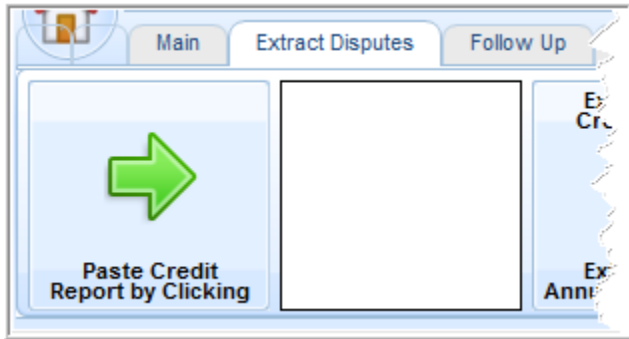 Main
Extract Disputes
Follow Up
Paste Credit
Report by Clicking